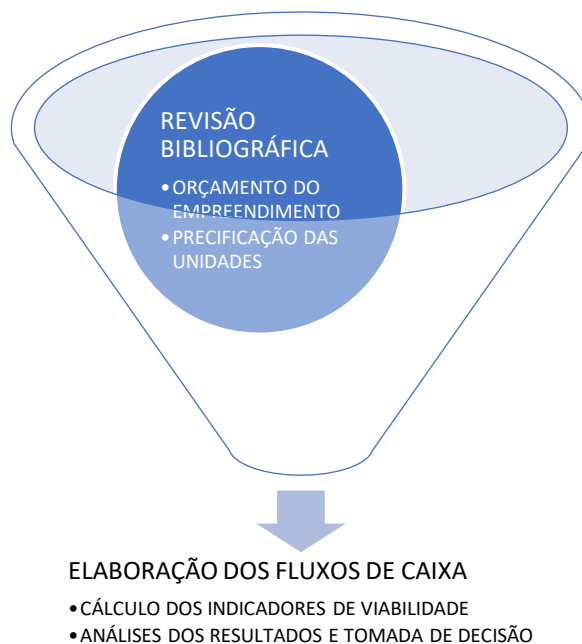 REVISÃO
BIBLIOGRÁFICA
•ORÇAMENTO DO
EMPREENDIMENTO
•PRECIFICAÇÃO DAS
UNIDADES
ELABORAÇÃO DOS FLUXOS DE CAIXA
•CÁLCULO DOS INDICADORES DE VIABILIDADE
•ANÁLISES DOS RESULTADOS E TOMADA DE DECISÃO